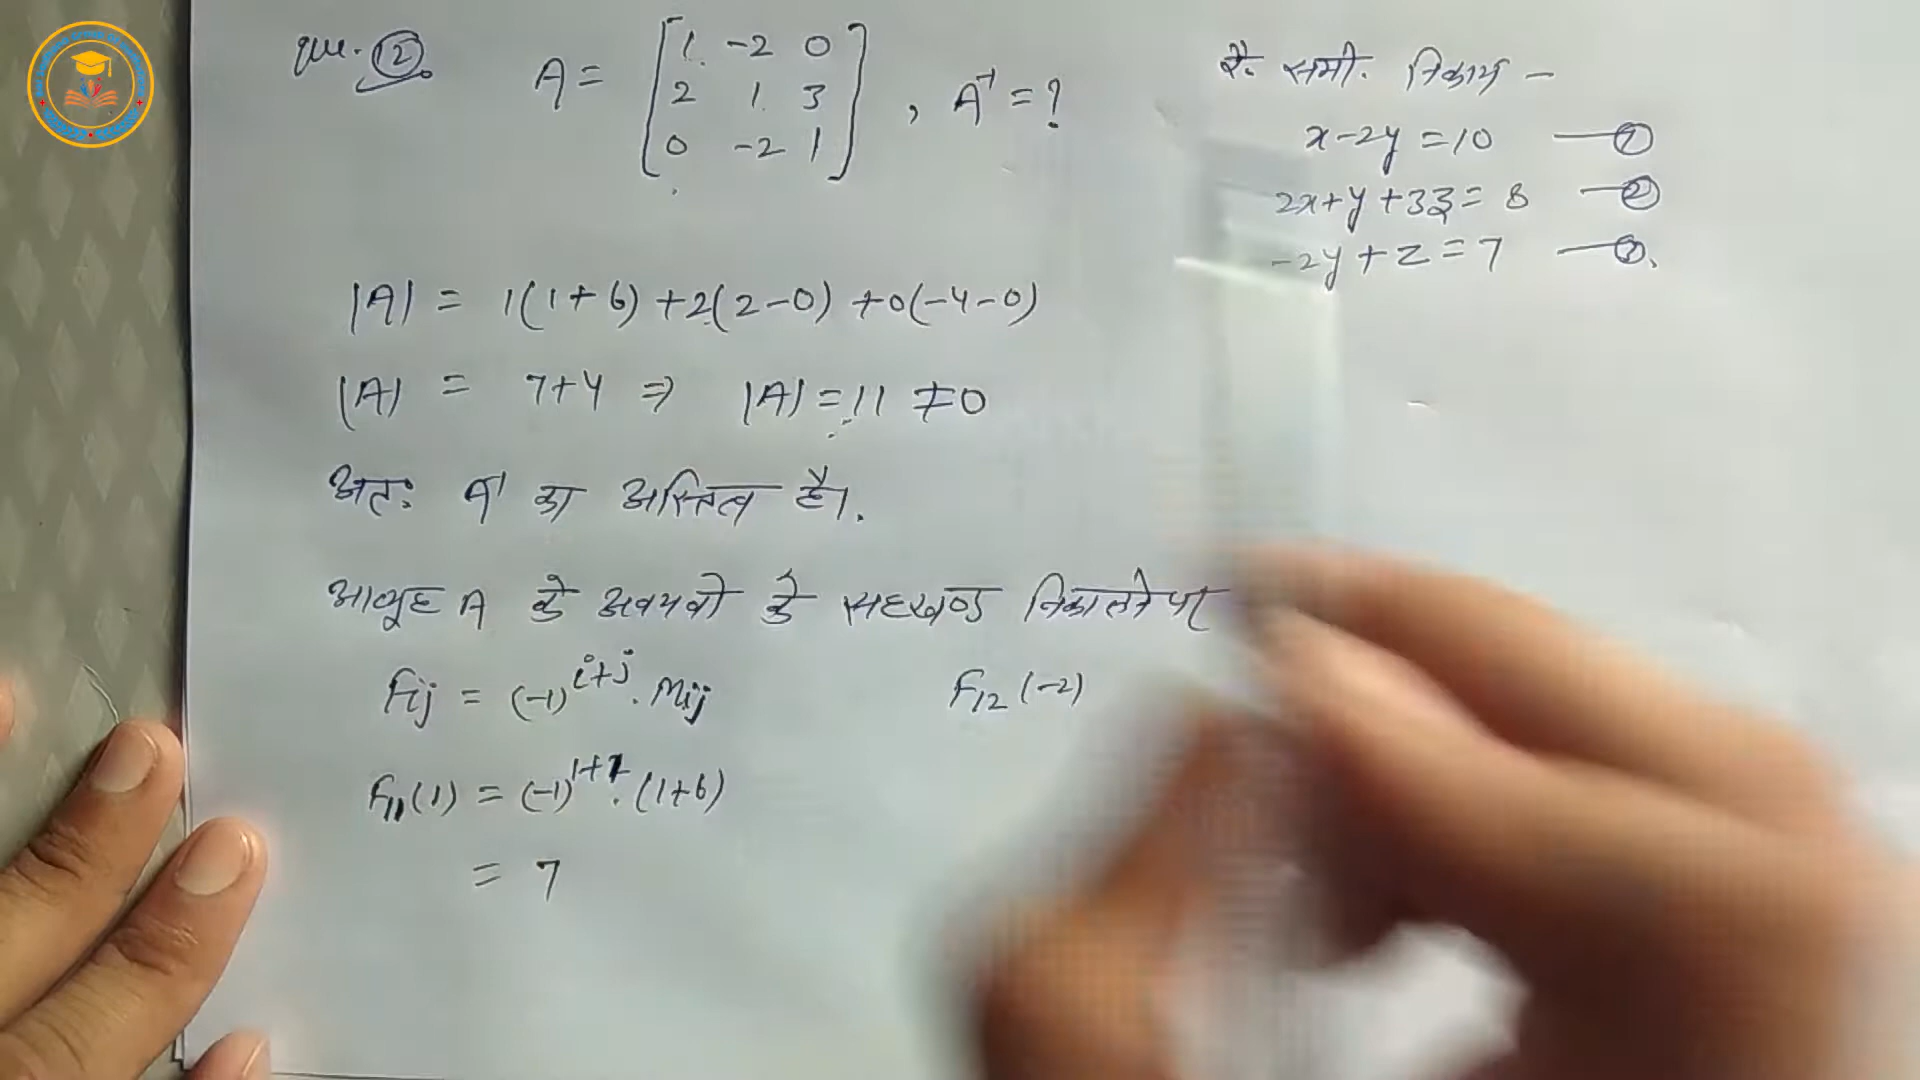 Que. ②
A = [1 -2 0
2 1 3
0 -2 1] , A⁻¹ = ?
रे. समी. निकाय –
x-2y = 10 —①
2x+y+3z = 8 —②
-2y+z = 7 —③.
|A| = 1(1+6) +2(2-0) +0(-4-0)
|A| = 7+4 ⇒ |A| = 11 ≠ 0
अतः A⁻¹ का अस्तित्व है।.
आव्यूह A के अवयवों के सहखण्ड निकालने पर
Fij = (-1)^(i+j) . Mij
F₁₂ (-2)
F₁₁(1) = (-1)^(1+1) . (1+6)
= 7